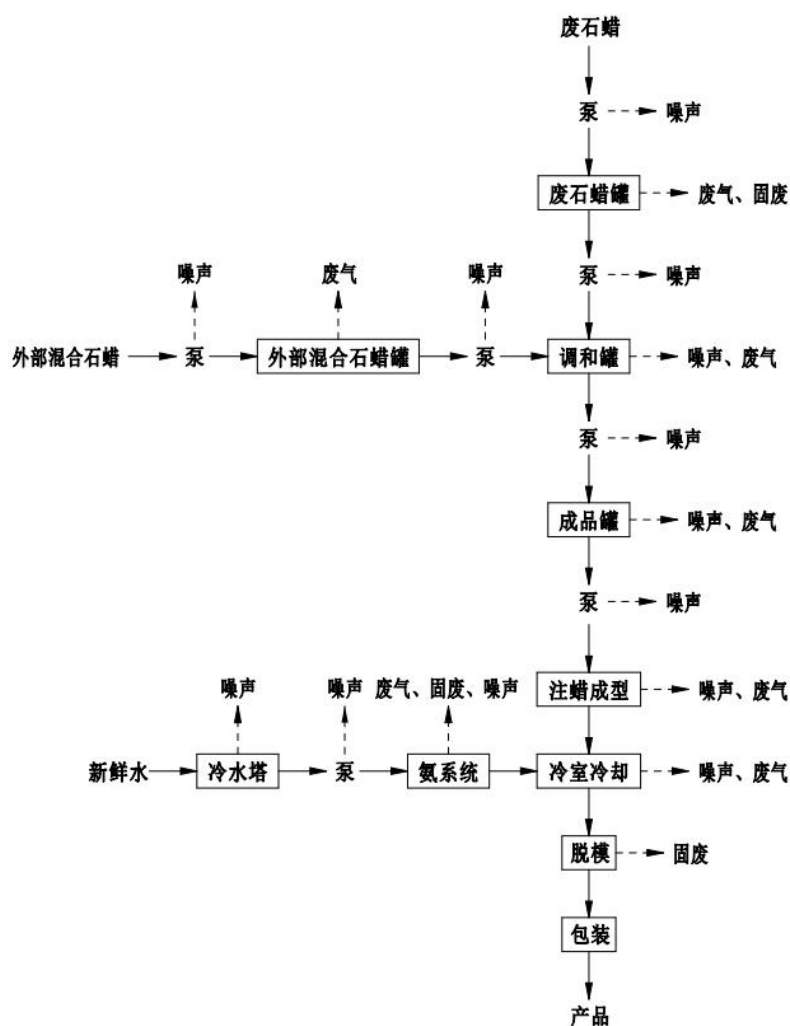 废石蜡
泵 噪声
废石蜡罐 废气、固废
泵 噪声
噪声 废气 噪声
外部混合石蜡 泵 外部混合石蜡罐 泵 调和罐 噪声、废气
泵 噪声
成品罐 噪声、废气
泵 噪声
噪声 噪声 废气、固废、噪声 注蜡成型 噪声、废气
新鲜水 冷水塔 泵 氨系统 冷室冷却 噪声、废气
脱模 固废
包装
产品